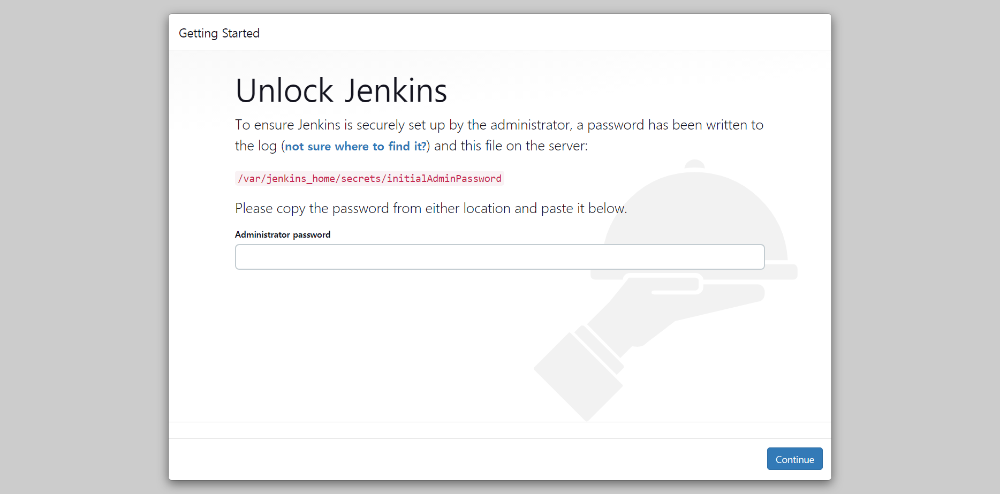 Getting Started
Unlock Jenkins
To ensure Jenkins is securely set up by the administrator, a password has been written to
the log (not sure where to find it?) and this file on the server:
/var/jenkins_home/secrets/initialAdminPassword
Please copy the password from either location and paste it below.
Administrator password
Continue